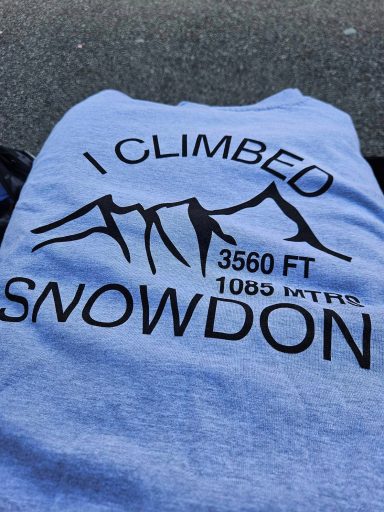 I CLIMBED
3560 FT
1085 MTRS
SNOWDON